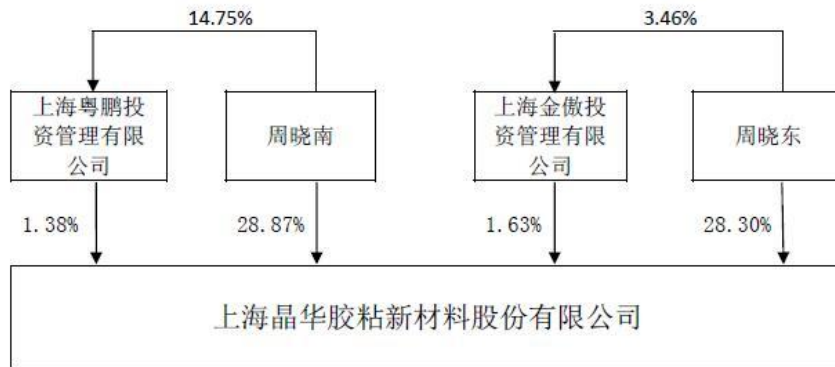 14.75%
3.46%
上海粤鹏投
资管理有限
公司
周晓南
上海金傲投
资管理有限
公司
周晓东
1.38%
28.87%
1.63%
28.30%
上海晶华胶粘新材料股份有限公司